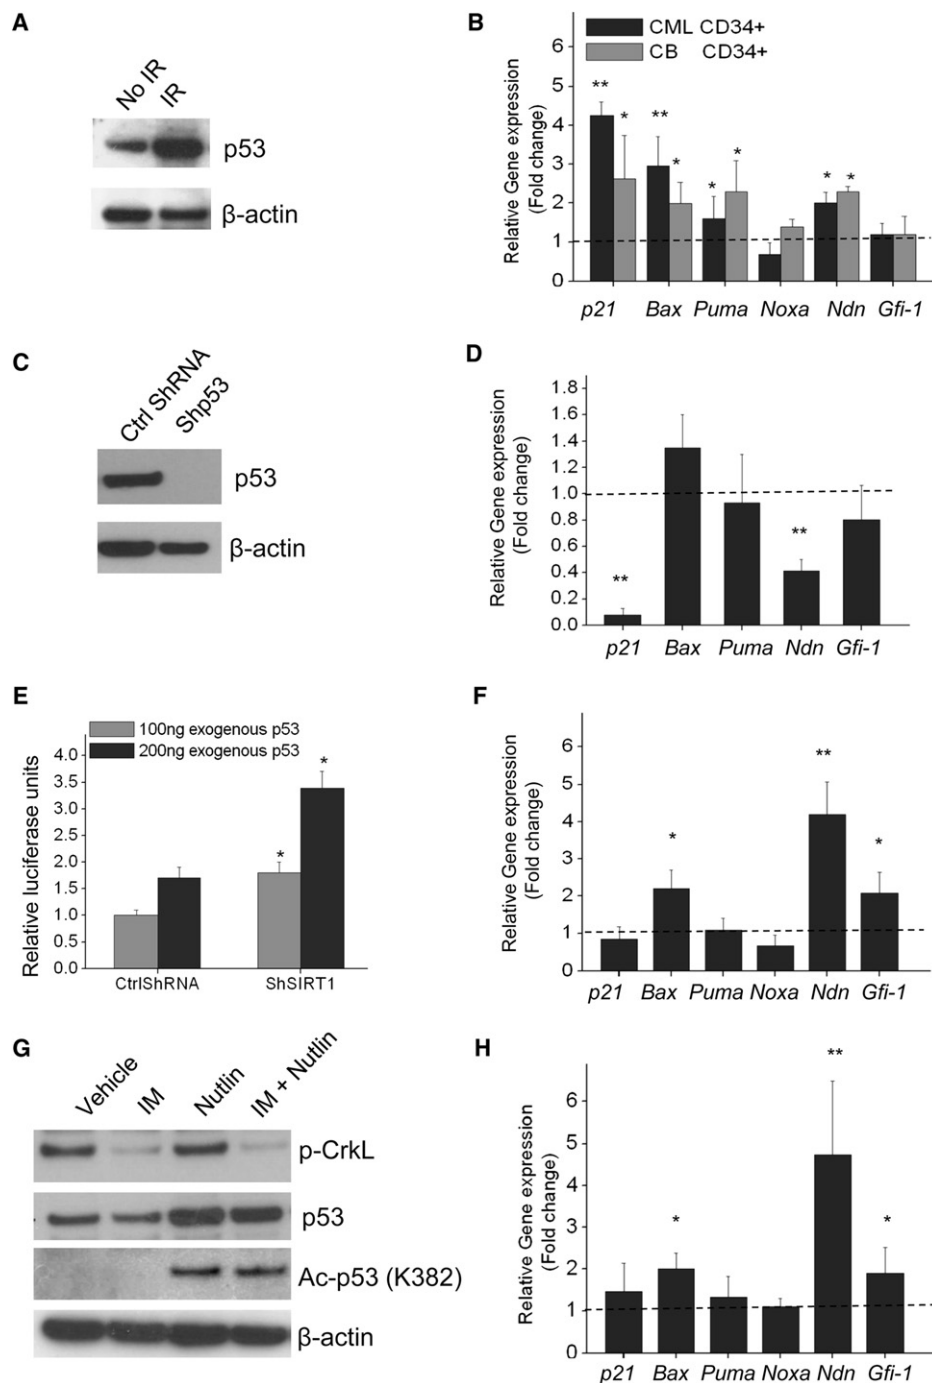 A
No IR
IR
p53
β-actin
B
CML CD34+
CB CD34+
Relative Gene expression
(Fold change)
6
5
4
3
2
1
0
** * ** * * * * *
p21 Bax Puma Noxa Ndn Gfi-1
C
Ctrl ShRNA
Shp53
p53
β-actin
D
Relative Gene expression
(Fold change)
1.8
1.6
1.4
1.2
1.0
0.8
0.6
0.4
0.2
0.0
** **
p21 Bax Puma Ndn Gfi-1
E
100ng exogenous p53
200ng exogenous p53
Relative luciferase units
4.0
3.5
3.0
2.5
2.0
1.5
1.0
0.5
0.0
* *
CtrlShRNA ShSIRT1
F
Relative Gene expression
(Fold change)
6
4
3
2
1
0
* ** *
p21 Bax Puma Noxa Ndn Gfi-1
G
Vehicle
IM
Nutlin
IM + Nutlin
p-CrkL
p53
Ac-p53 (K382)
β-actin
H
Relative Gene expression
(Fold change)
6
5
4
2
1
0
* ** *
p21 Bax Puma Noxa Ndn Gfi-1